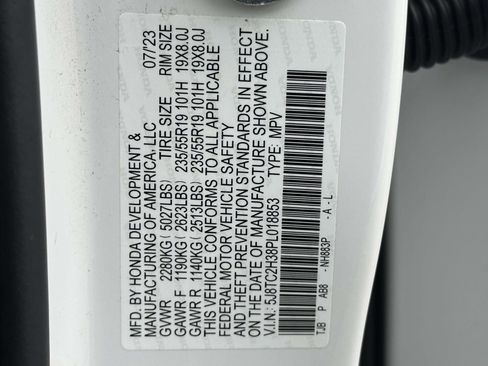 MFD. BY HONDA DEVELOPMENT &
MANUFACTURING OF AMERICA, LLC 07/23
GVWR 2280KG ( 5027LBS) TIRE SIZE RIM SIZE
GAWR F 1190KG ( 2623LBS) 235/55R19 101H 19X8.0J
GAWR R 1140KG ( 2513LBS) 235/55R19 101H 19X8.0J
THIS VEHICLE CONFORMS TO ALL APPLICABLE
FEDERAL MOTOR VEHICLE SAFETY
AND THEFT PREVENTION STANDARDS IN EFFECT
ON THE DATE OF MANUFACTURE SHOWN ABOVE.
V.I.N: 5J8TC2H38PL018853 TYPE: MPV
TJB P AB8 - NH883P - A - L